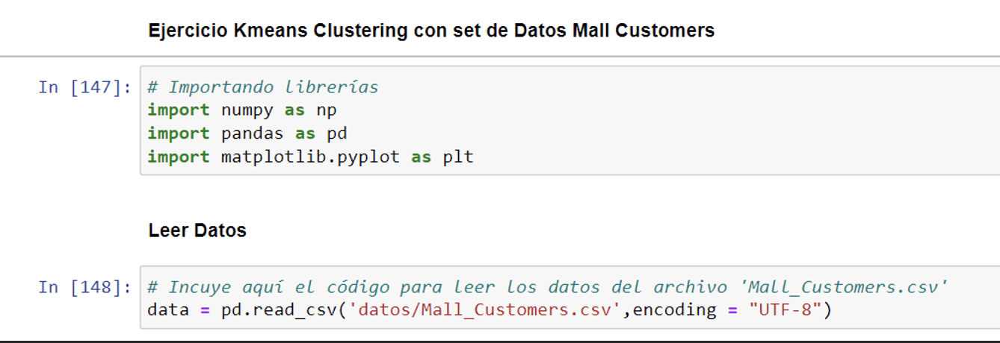 Ejercicio Kmeans Clustering con set de Datos Mall Customers
In [147]: # Importando librerías
import numpy as np
import pandas as pd
import matplotlib.pyplot as plt
Leer Datos
In [148]: # Incuye aquí el código para leer los datos del archivo 'Mall_Customers.csv'
data = pd.read_csv('datos/Mall_Customers.csv',encoding = "UTF-8")